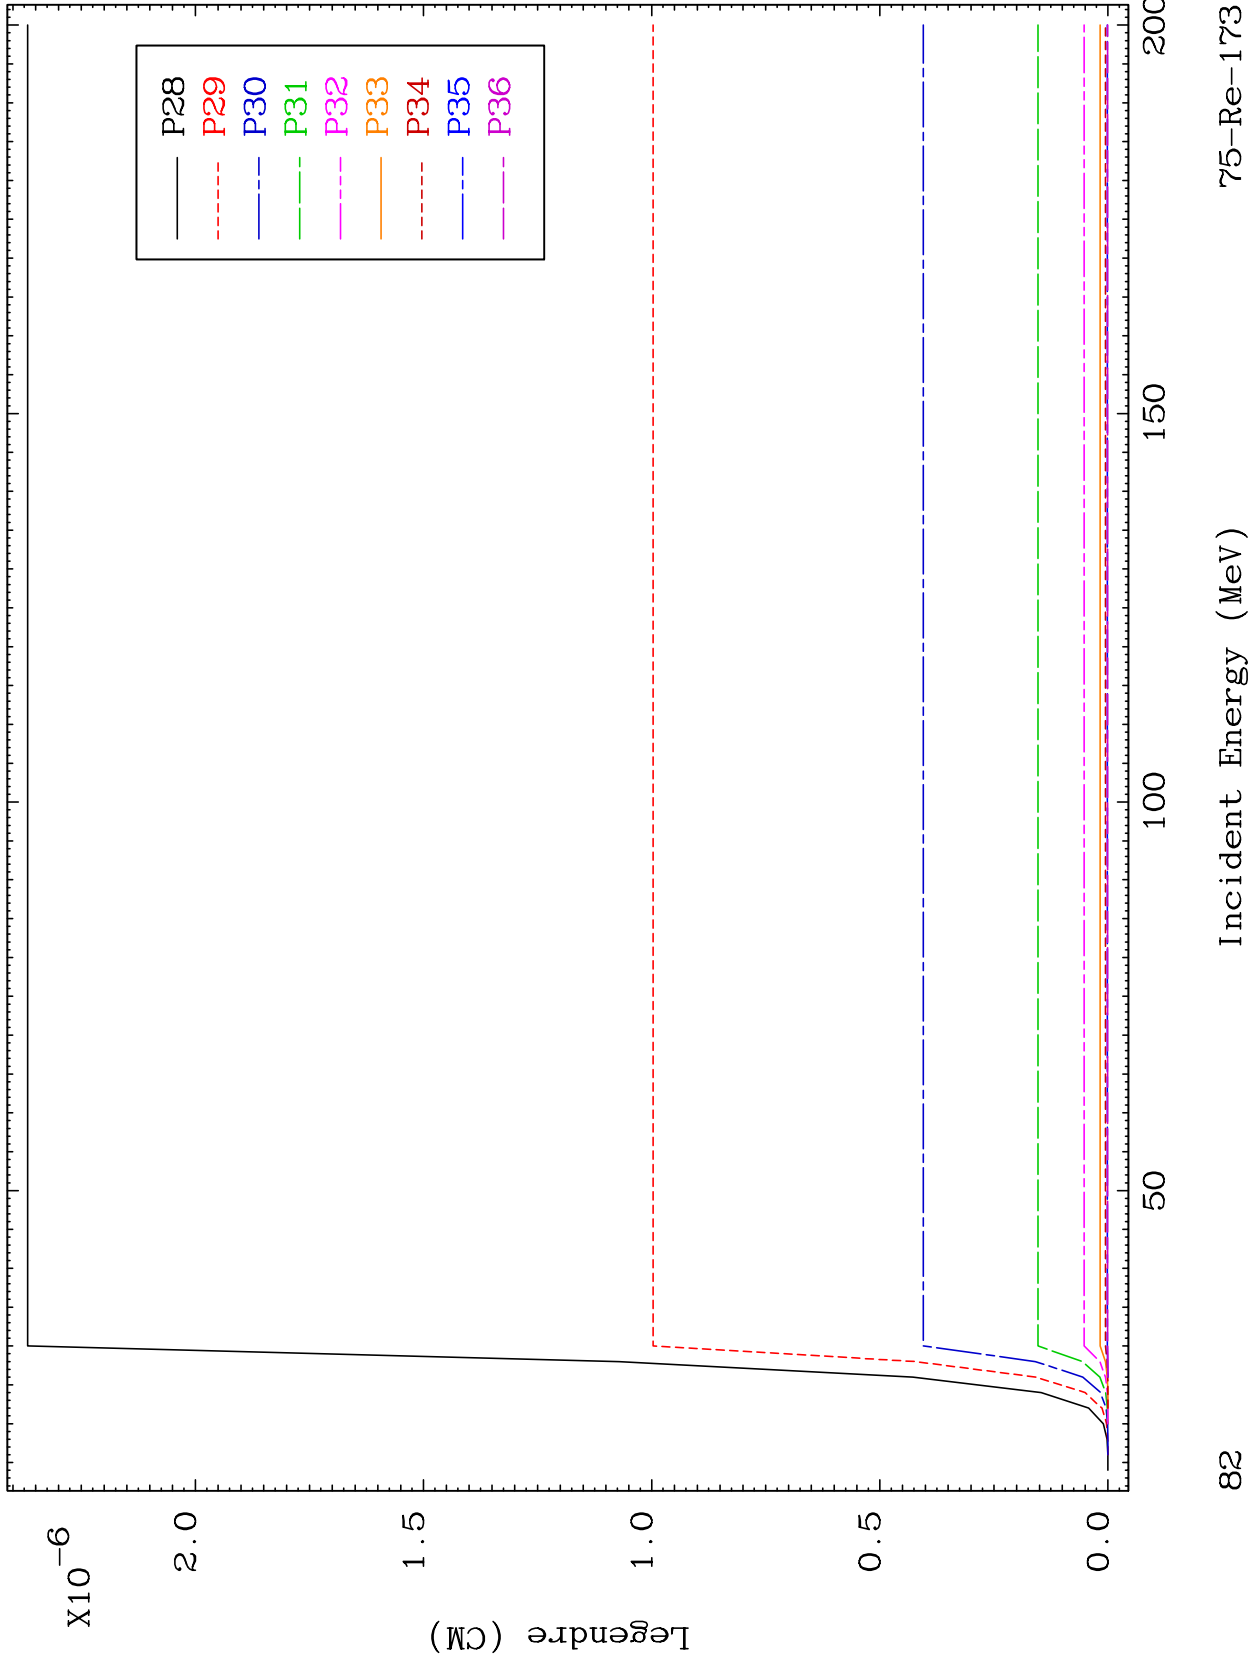 X10-6
2.0
1.5
1.0
0.5
0.0
Legendre (CM)
P28
P29
P30
P31
P32
P33
P34
P35
P36
50
100
150
200
Incident Energy (MeV)
82
75-Re-173